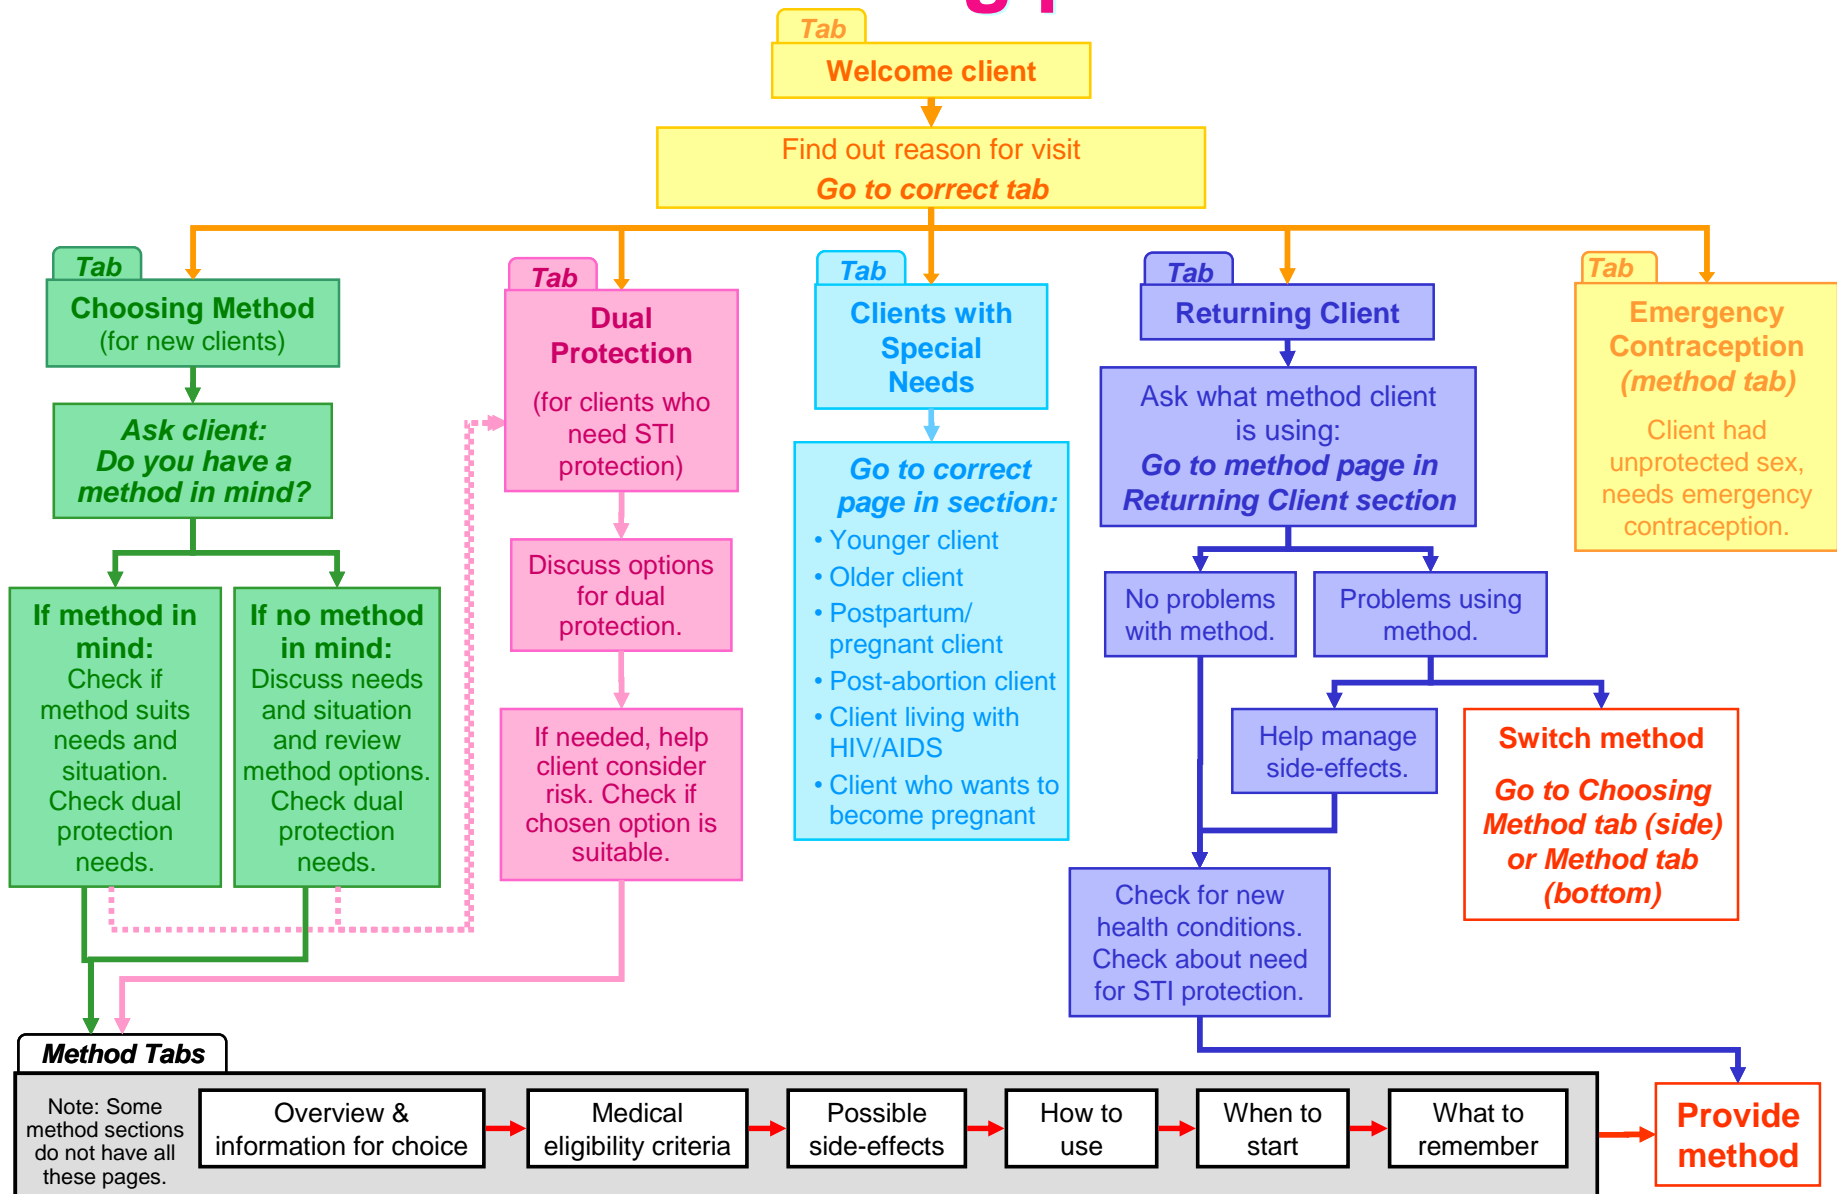 Tab
Welcome client
Find out reason for visit
Go to correct tab
Tab
Choosing Method
(for new clients)
Ask client:
Do you have a
method in mind?
If method in
mind:
Check if
method suits
needs and
situation.
Check dual
protection
needs.
If no method
in mind:
Discuss needs
and situation
and review
method options.
Check dual
protection
needs.
Tab
Dual
Protection
(for clients who
need STI
protection)
Discuss options
for dual
protection.
If needed, help
client consider
risk. Check if
chosen option is
suitable.
Tab
Clients with
Special
Needs
Go to correct
page in section:
• Younger client
• Older client
• Postpartum/
pregnant client
• Post-abortion client
• Client living with
HIV/AIDS
• Client who wants to
become pregnant
Tab
Returning Client
Ask what method client
is using:
Go to method page in
Returning Client section
No problems
with method.
Problems using
method.
Help manage
side-effects.
Switch method
Go to Choosing
Method tab (side)
or Method tab
(bottom)
Check for new
health conditions.
Check about need
for STI protection.
Tab
Emergency
Contraception
(method tab)
Client had
unprotected sex,
needs emergency
contraception.
Method Tabs
Note: Some
method sections
do not have all
these pages.
Overview &
information for choice
Medical
eligibility criteria
Possible
side-effects
How to
use
When to
start
What to
remember
Provide
method